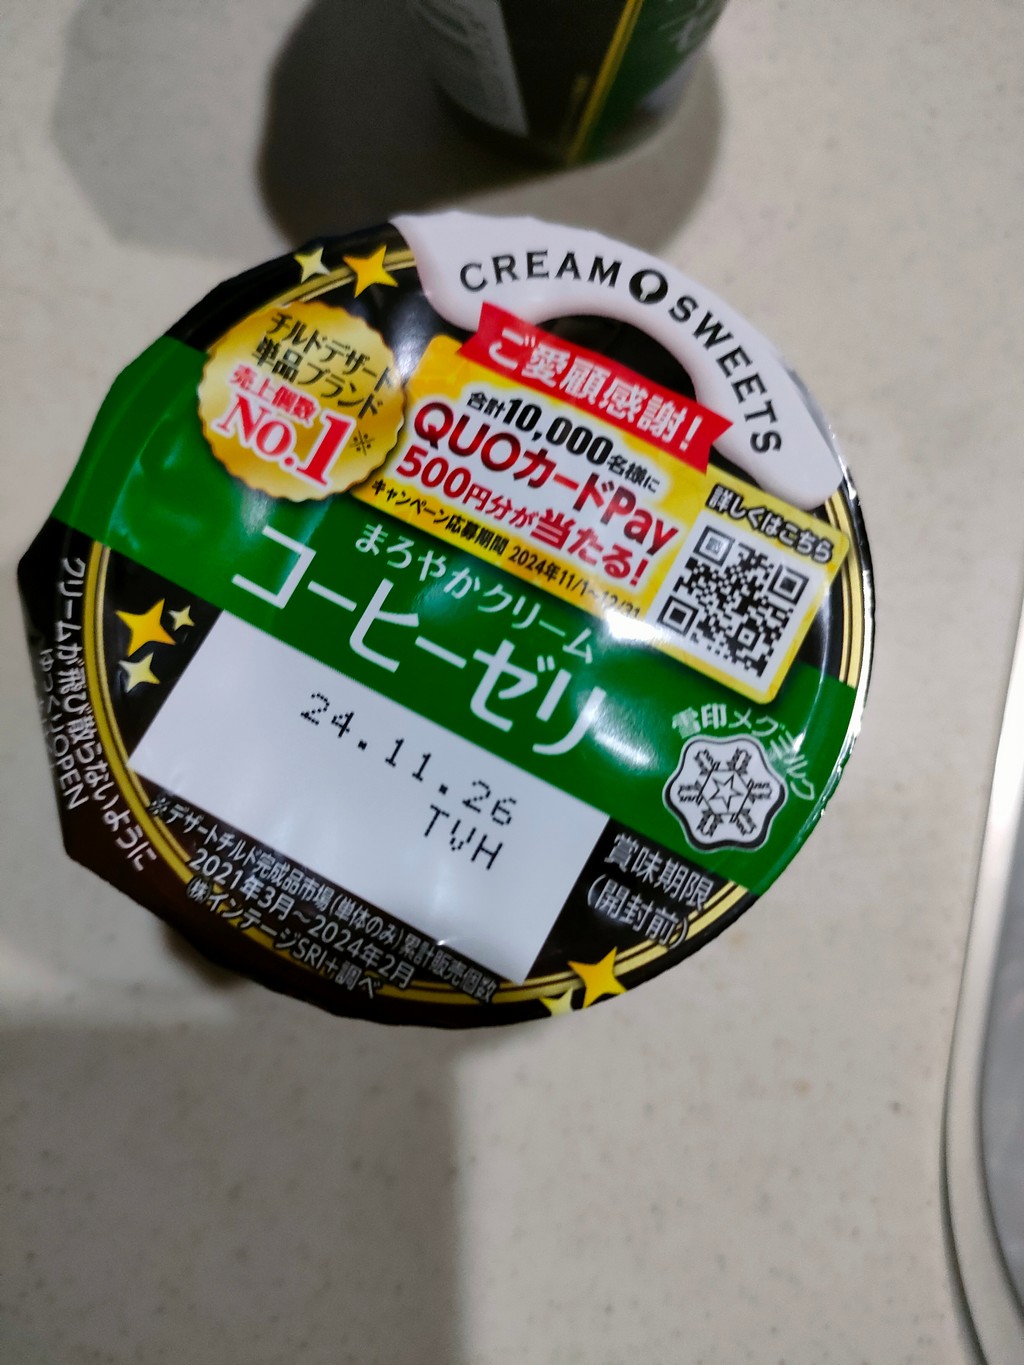 CREAM SWEETS
チルドデザート
単品ブランド
売上個数
No.1※
ご愛顧感謝!
合計10,000名様に
QUOカードPay
500円分が当たる!
キャンペーン応募期間 2024年11/1~12/31
詳しくはこちら
まろやかクリーム
コーヒーゼリー
雪印メグミルク
24.11.26
TVH
賞味期限
(開封前)
※デザートチルド完成品市場(単体のみ)累計販売個数
2021年3月~2024年2月
㈱インテージSRI+調べ
クリームが飛び散らないように
OPEN